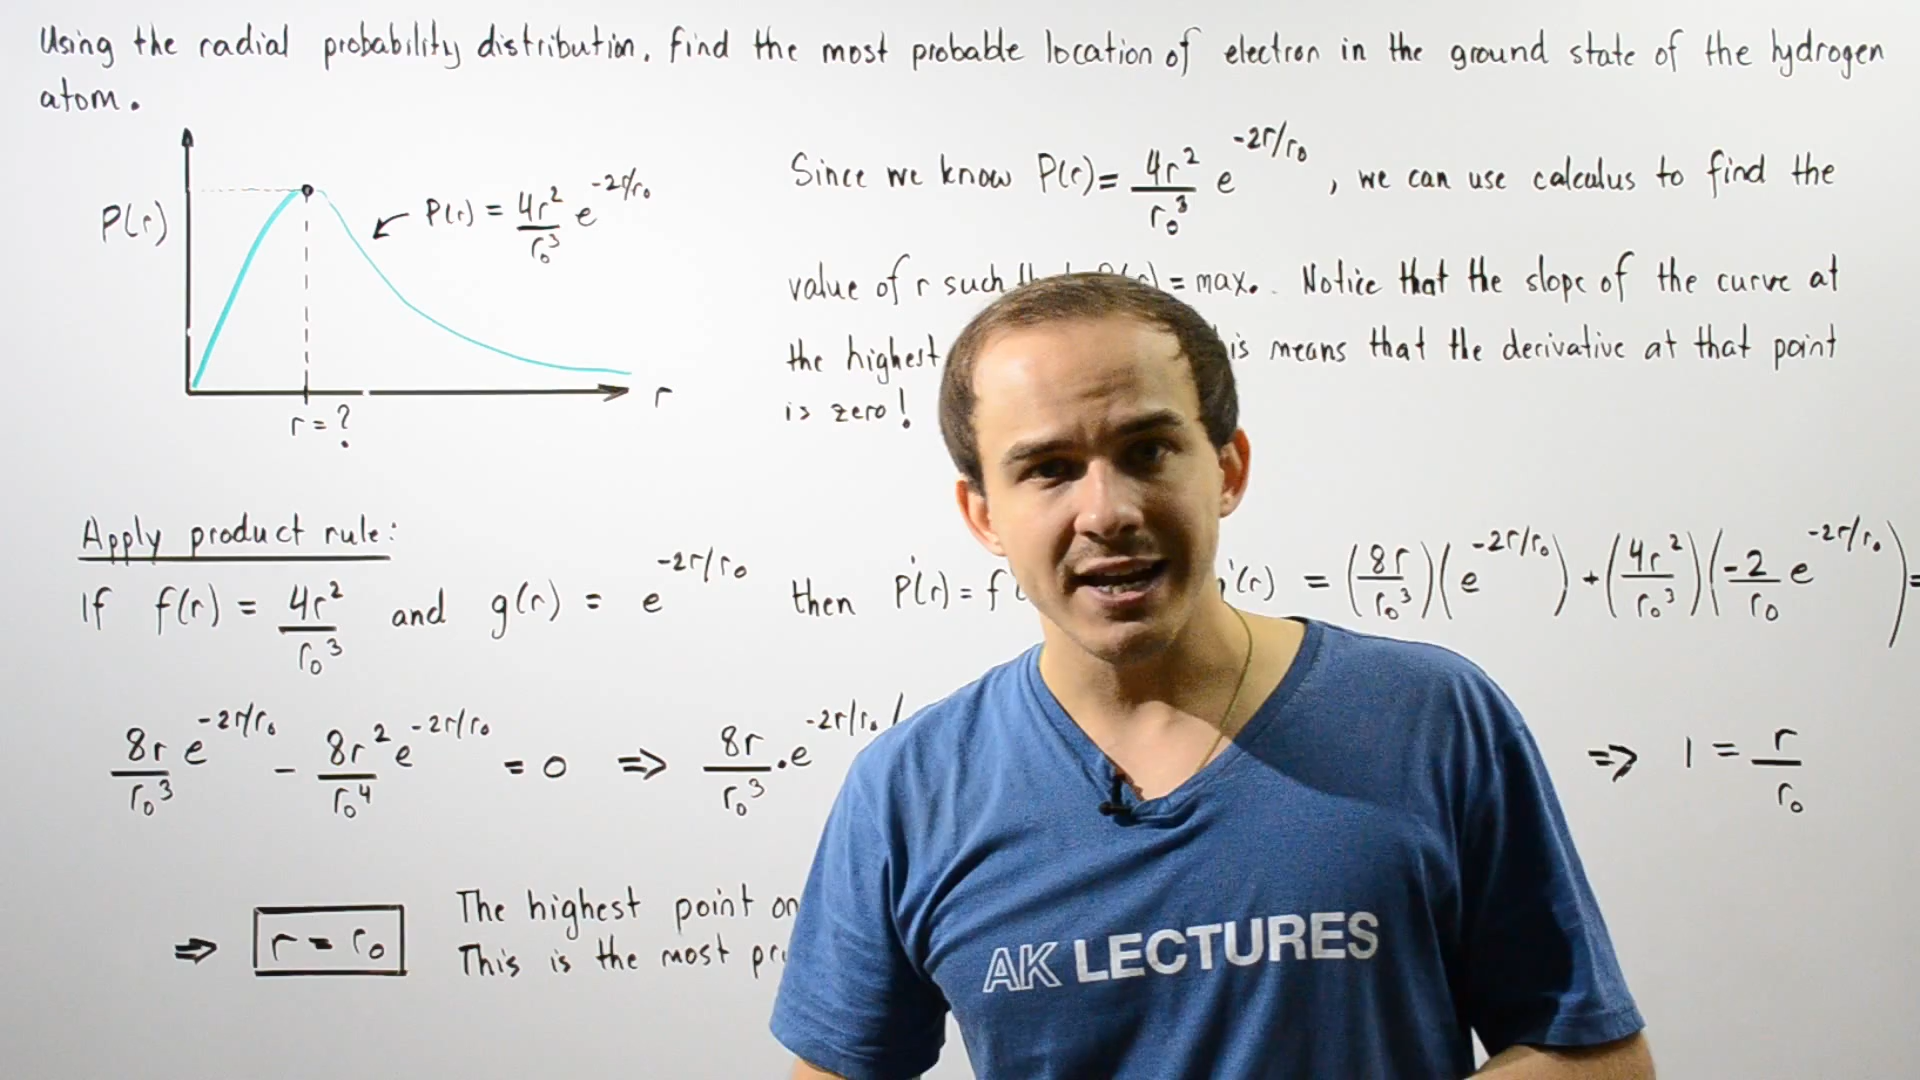 Using the radial probability distribution, find the most probable location of electron in the ground state of the hydrogen
atom.
P(r)
P(r) = 4r²/r₀³ e^(-2r/r₀)
r
r = ?
Since we know P(r) = 4r²/r₀³ e^(-2r/r₀), we can use calculus to find the
value of r such = max. Notice that the slope of the curve at
the highest means that the derivative at that point
is zero!
Apply product rule:
If f(r) = 4r²/r₀³ and g(r) = e^(-2r/r₀) then P'(r) = f '(r) = (8r/r₀³)(e^(-2r/r₀)) + (4r²/r₀³)(-2/r₀ e^(-2r/r₀)) =
8r/r₀³ e^(-2r/r₀) - 8r²/r₀⁴ e^(-2r/r₀) = 0 ⇒ 8r/r₀³ · e^(-2r/r₀) ⇒ 1 = r/r₀
⇒ r = r₀
The highest point on
This is the most
AK LECTURES